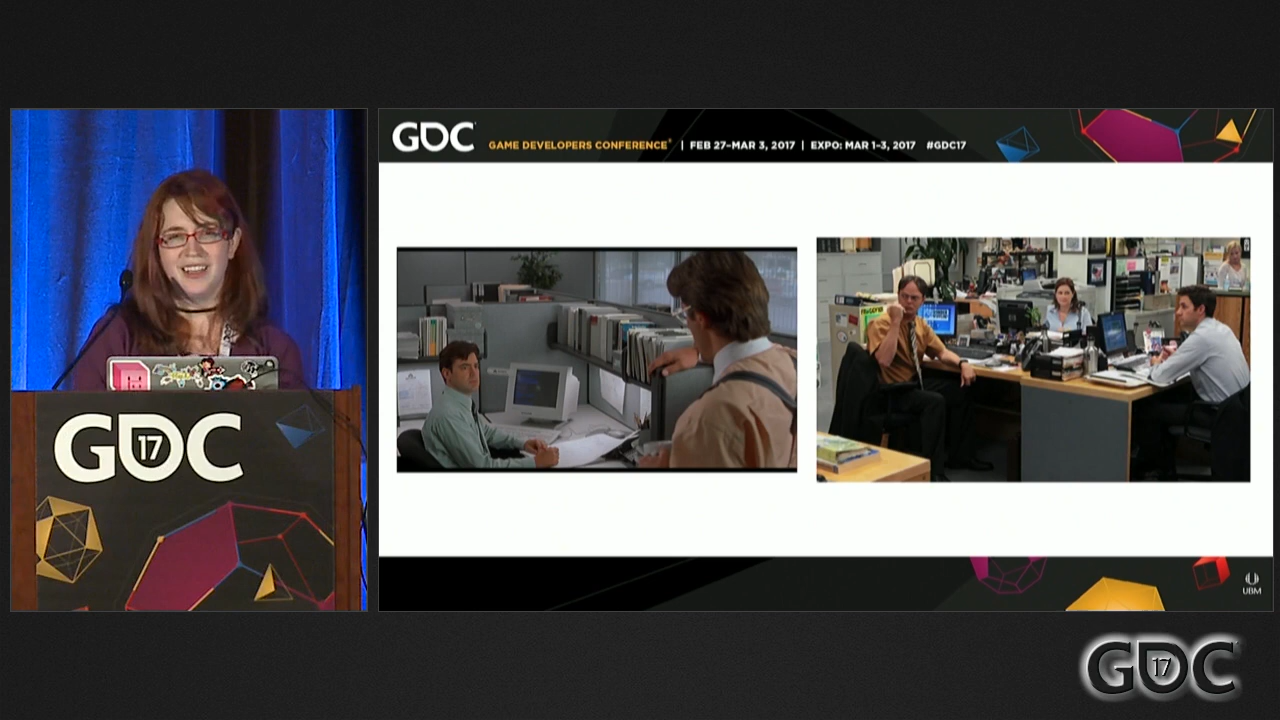 GDC
GAME DEVELOPERS CONFERENCE® | FEB 27–MAR 3, 2017 | EXPO: MAR 1–3, 2017 #GDC17
GDC
17
UBM
GDC
17